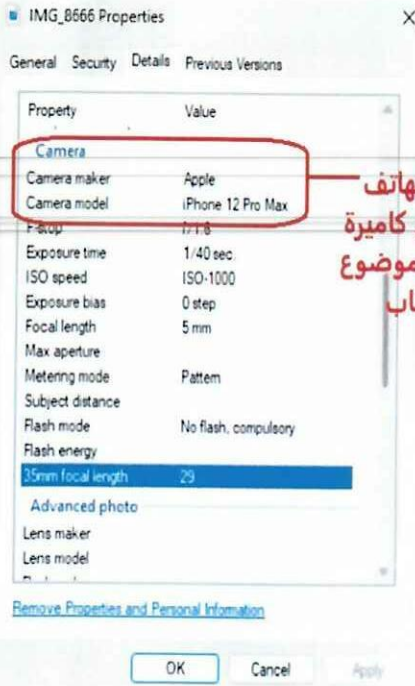 IMG_8666 Properties
General Security Details Previous Versions
Property Value
Camera
Camera maker Apple
Camera model iPhone 12 Pro Max
F-stop f/1.6
Exposure time 1/40 sec.
ISO speed ISO-1000
Exposure bias 0 step
Focal length 5 mm
Max aperture
Metering mode Pattern
Subject distance
Flash mode No flash, compulsory
Flash energy
35mm focal length 29
Advanced photo
Lens maker
Lens model
Remove Properties and Personal Information
OK Cancel Apply
كاميرة